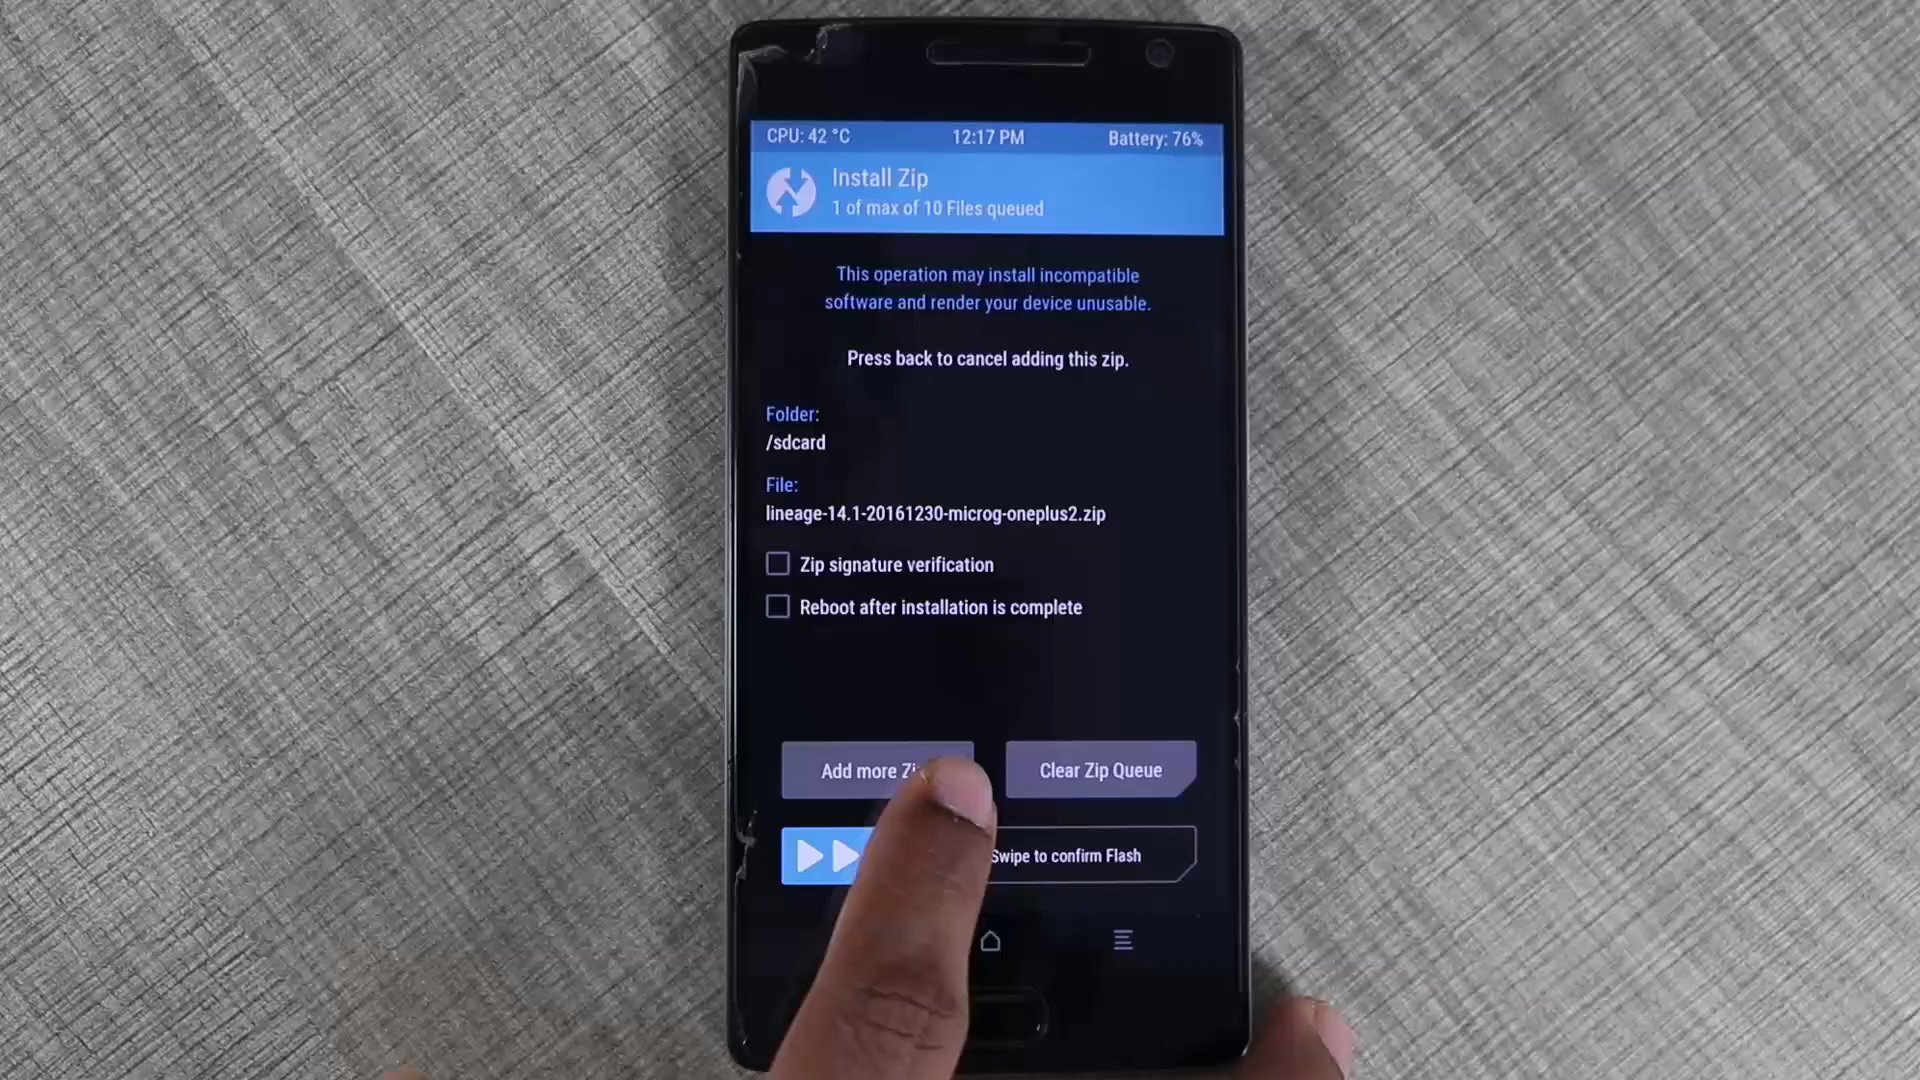 CPU: 42 °C 12:17 PM Battery: 76%
Install Zip
1 of max of 10 Files queued
This operation may install incompatible
software and render your device unusable.
Press back to cancel adding this zip.
Folder:
/sdcard
File:
lineage-14.1-20161230-microg-oneplus2.zip
Zip signature verification
Reboot after installation is complete
Add more Zi
Clear Zip Queue
Swipe to confirm Flash